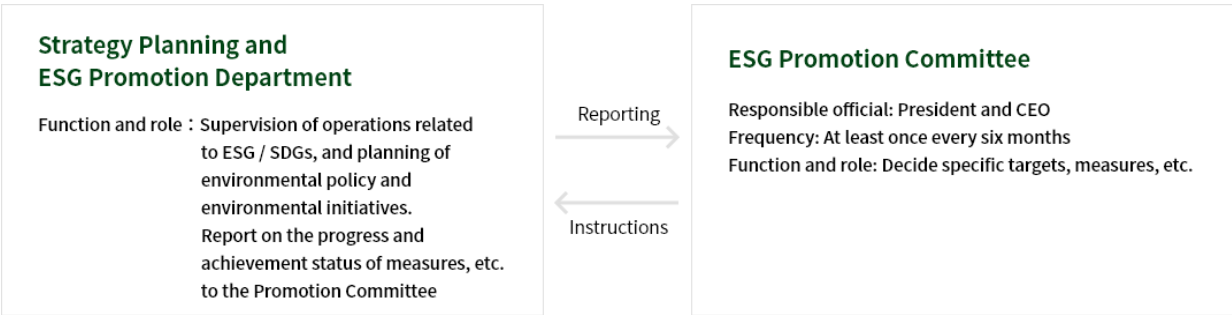 Strategy Planning and
ESG Promotion Department
Function and role：Supervision of operations related
to ESG / SDGs, and planning of
environmental policy and
environmental initiatives.
Report on the progress and
achievement status of measures, etc.
to the Promotion Committee
Reporting
Instructions
ESG Promotion Committee
Responsible official: President and CEO
Frequency: At least once every six months
Function and role: Decide specific targets, measures, etc.